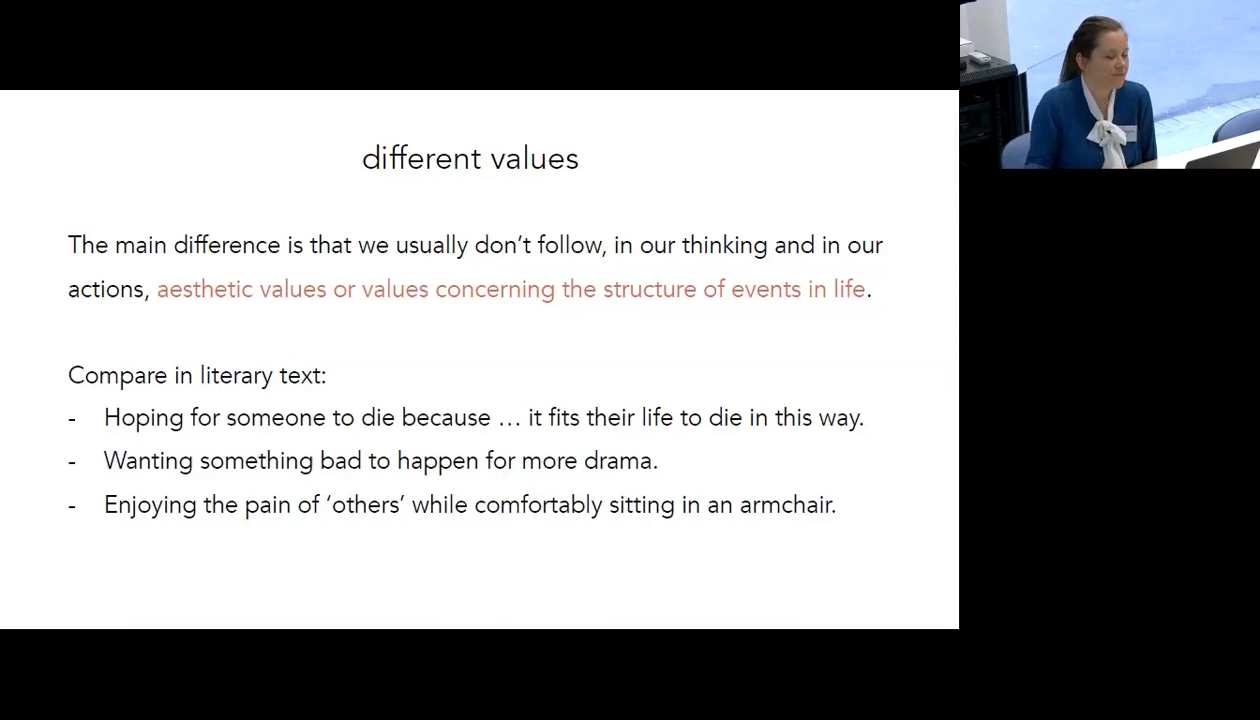 different values
The main difference is that we usually don’t follow, in our thinking and in our
actions, aesthetic values or values concerning the structure of events in life.
Compare in literary text:
- Hoping for someone to die because … it fits their life to die in this way.
- Wanting something bad to happen for more drama.
- Enjoying the pain of ‘others’ while comfortably sitting in an armchair.